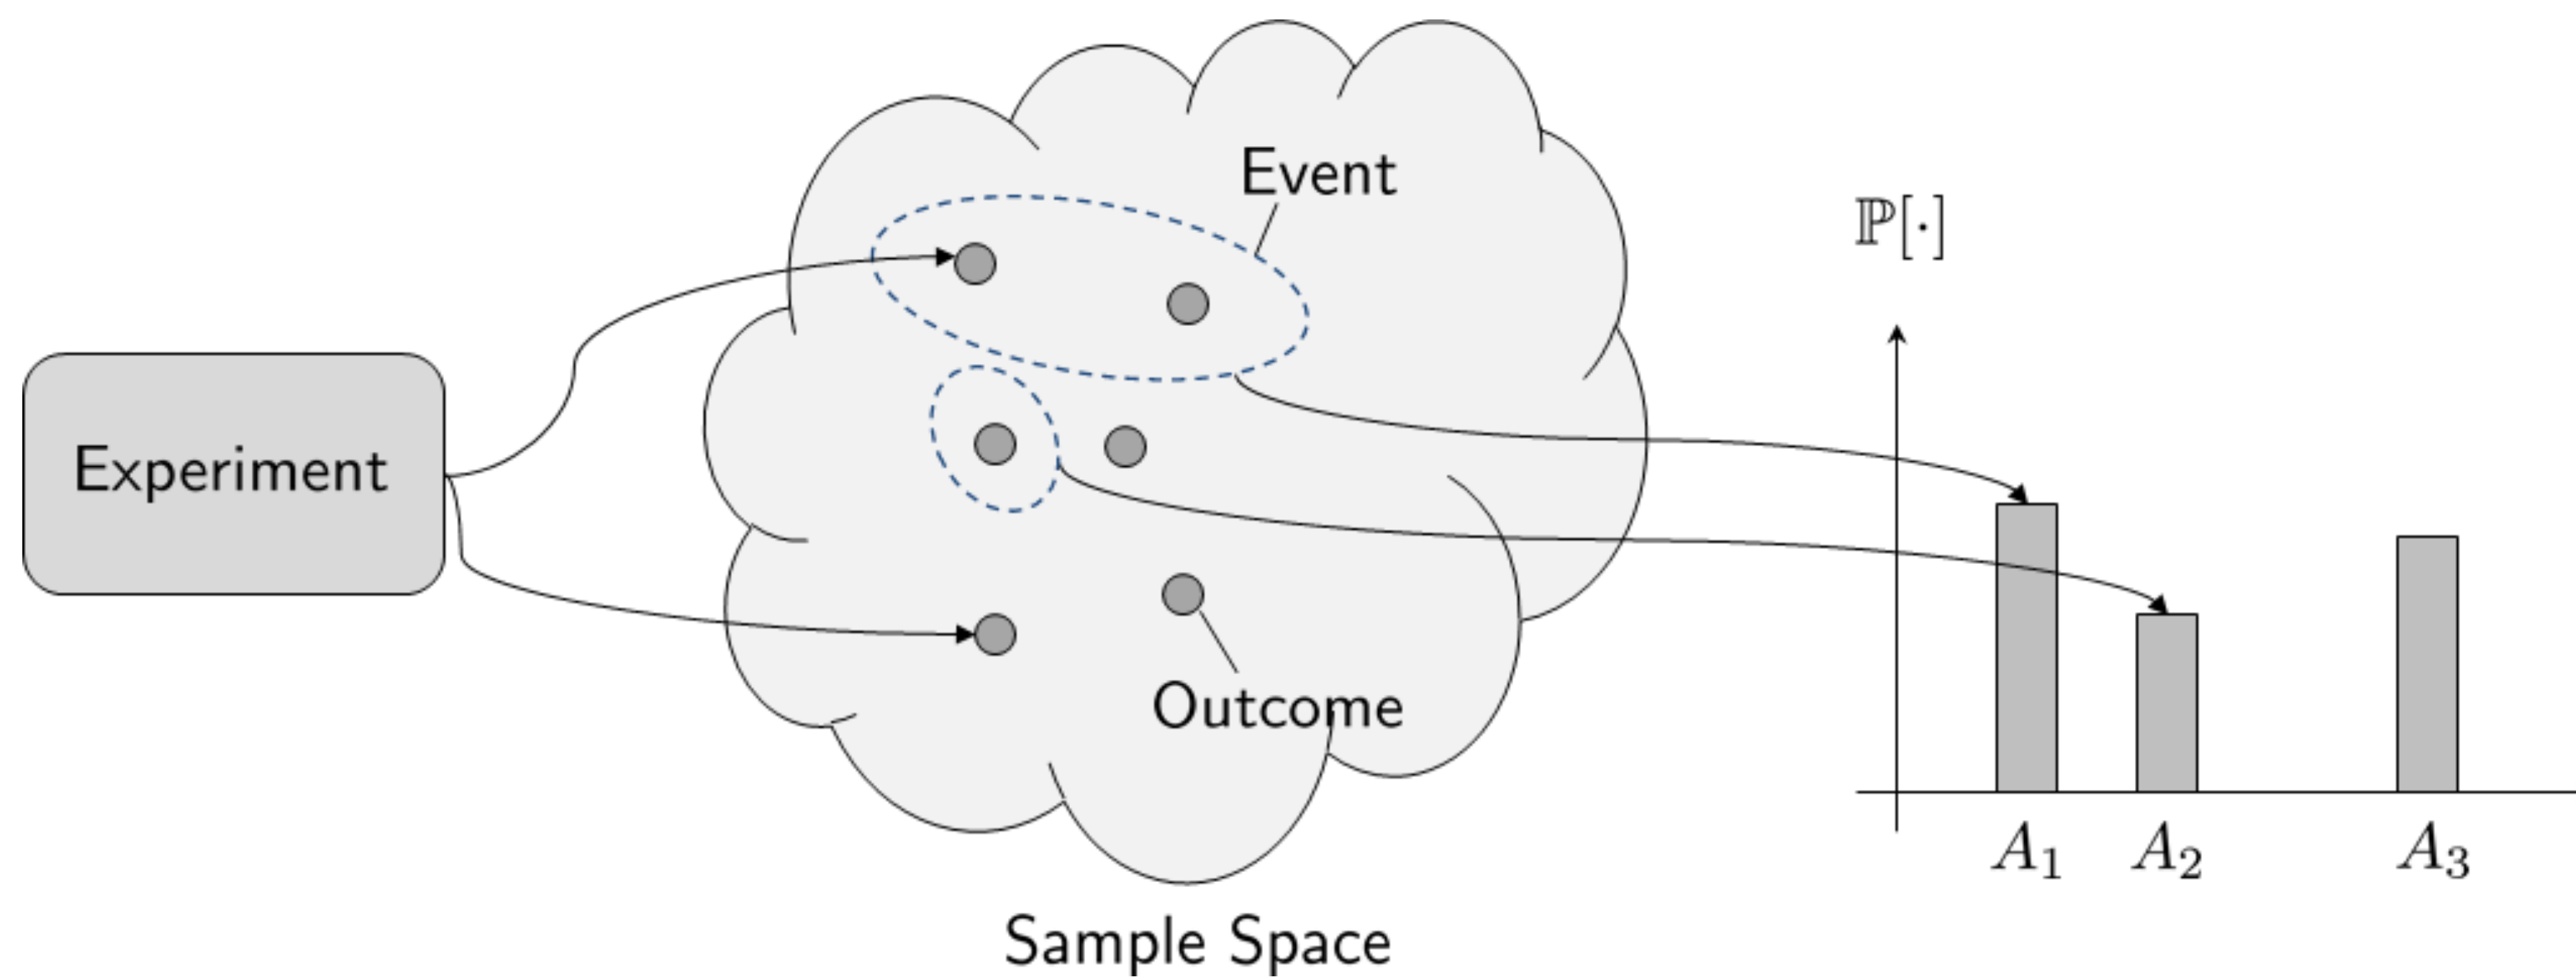 Event
ℙ[·]
Experiment
Outcome
A₁ A₂ A₃
Sample Space